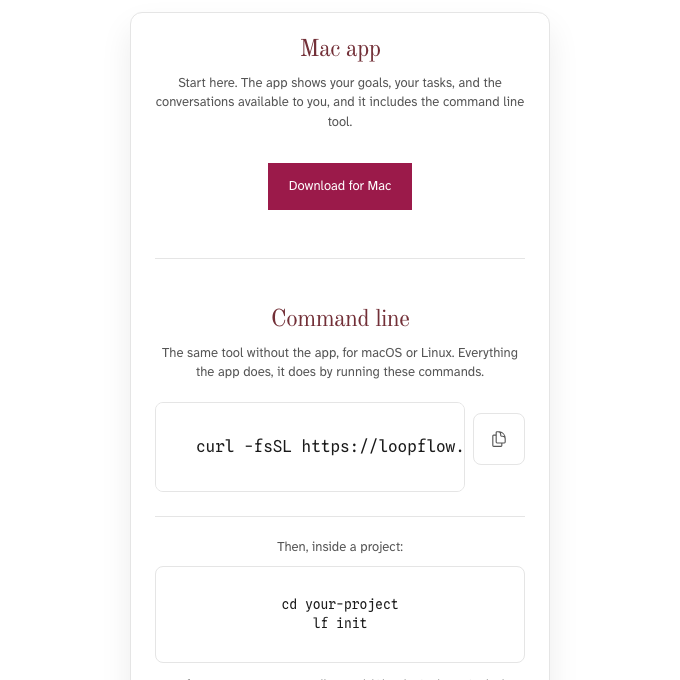 Mac app
Start here. The app shows your goals, your tasks, and the
conversations available to you, and it includes the command line
tool.
Download for Mac
Command line
The same tool without the app, for macOS or Linux. Everything
the app does, it does by running these commands.
curl -fsSL https://loopflow.
Then, inside a project:
cd your-project
lf init